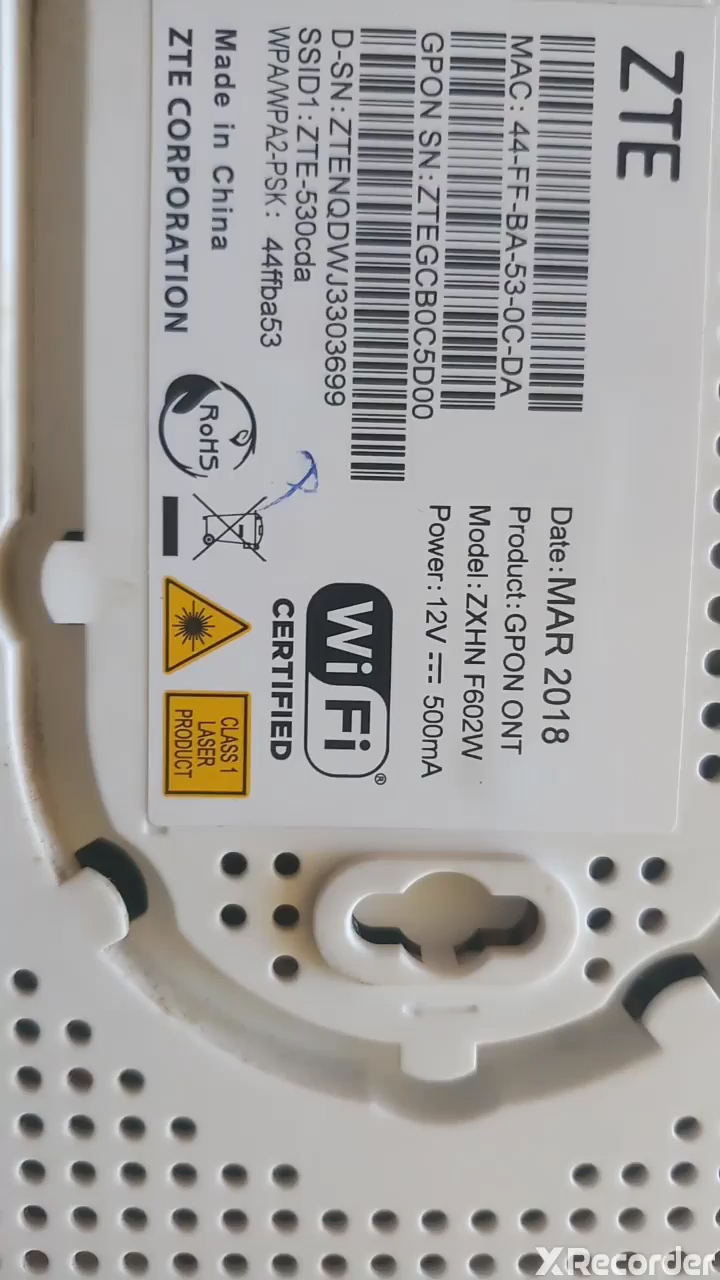 ZTE
MAC: 44-FF-BA-53-0C-DA
GPON SN:ZTEGCB0C5D00
D-SN:ZTENQDWJ3303699
SSID1:ZTE-530cda
WPA/WPA2-PSK: 44ffba53
Made in China
ZTE CORPORATION
Date:MAR 2018
Product:GPON ONT
Model:ZXHN F602W
Power:12V ⎓ 500mA
WiFi®
CERTIFIED
RoHS
CLASS 1
LASER
PRODUCT
XRecorder